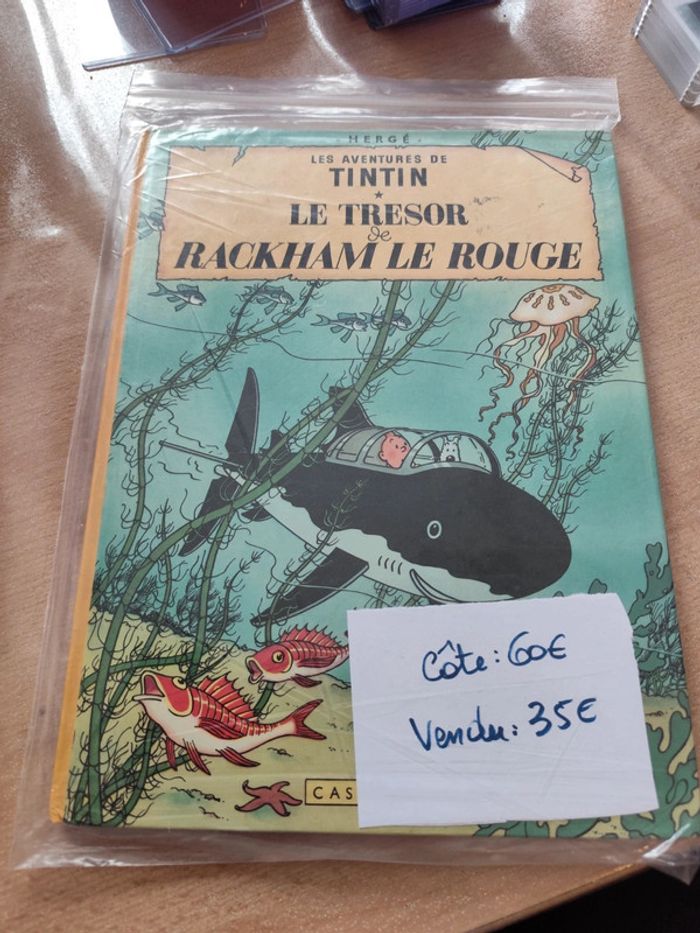 HERGÉ
LES AVENTURES DE
TINTIN
LE TRESOR
de
RACKHAM LE ROUGE
Côte : 60€
Vendu : 35€
CAS